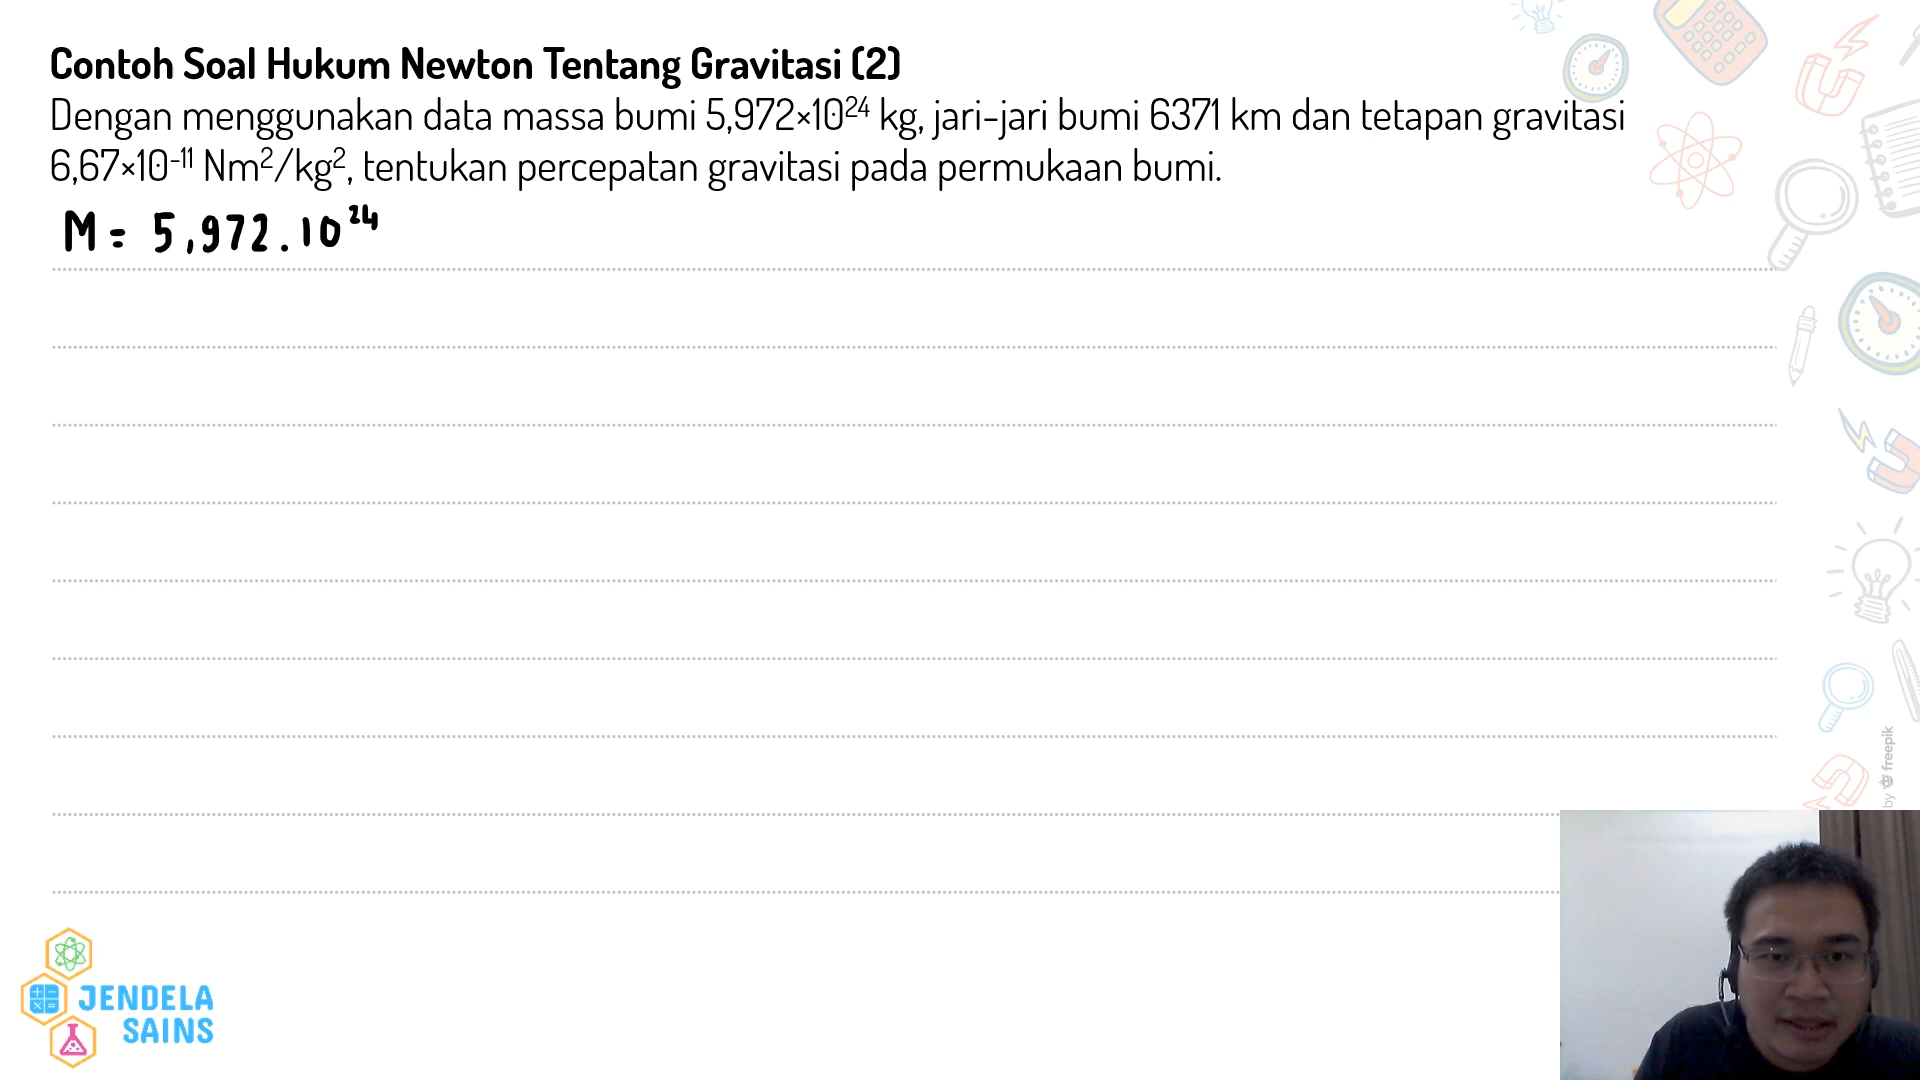 Contoh Soal Hukum Newton Tentang Gravitasi (2)
Dengan menggunakan data massa bumi 5,972×10²⁴ kg, jari-jari bumi 6371 km dan tetapan gravitasi
6,67×10⁻¹¹ Nm²/kg², tentukan percepatan gravitasi pada permukaan bumi.
M = 5,972.10²⁴
by freepik
JENDELA
SAINS